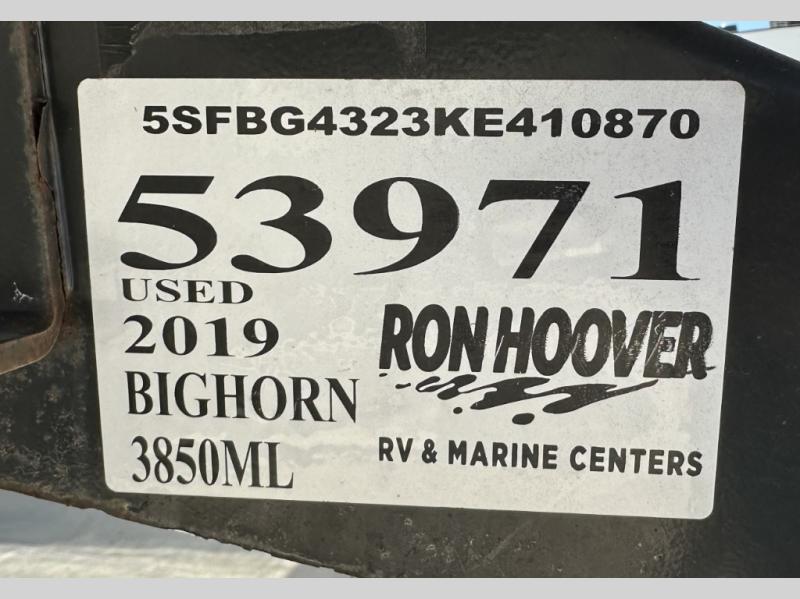 5SFBG4323KE410870
53971
USED
2019
BIGHORN
3850ML
RON HOOVER
RV & MARINE CENTERS